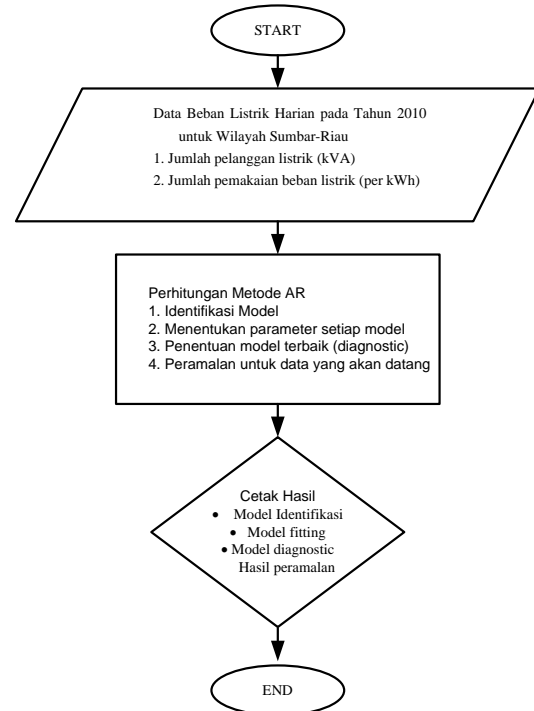 START
Data Beban Listrik Harian pada Tahun 2010
untuk Wilayah Sumbar-Riau
1. Jumlah pelanggan listrik (kVA)
2. Jumlah pemakaian beban listrik (per kWh)
Perhitungan Metode AR
1. Identifikasi Model
2. Menentukan parameter setiap model
3. Penentuan model terbaik (diagnostic)
4. Peramalan untuk data yang akan datang
Cetak Hasil
• Model Identifikasi
• Model fitting
• Model diagnostic
Hasil peramalan
END